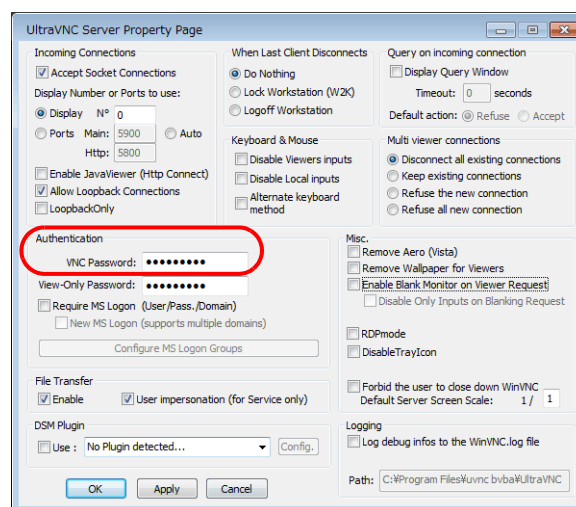 UltraVNC Server Property Page
Incoming Connections
Accept Socket Connections
Display Number or Ports to use:
Display N° 0
Ports Main: 5900 Auto
Http: 5800
Enable JavaViewer (Http Connect)
Allow Loopback Connections
LoopbackOnly
When Last Client Disconnects
Do Nothing
Lock Workstation (W2K)
Logoff Workstation
Query on incoming connection
Display Query Window
Timeout: 0 seconds
Default action: Refuse Accept
Keyboard & Mouse
Disable Viewers inputs
Disable Local inputs
Alternate keyboard
method
Multi viewer connections
Disconnect all existing connections
Keep existing connections
Refuse the new connection
Refuse all new connection
Authentication
VNC Password: •••••••••
View-Only Password: •••••••••
Require MS Logon (User/Pass./Domain)
New MS Logon (supports multiple domains)
Configure MS Logon Groups
Misc.
Remove Aero (Vista)
Remove Wallpaper for Viewers
Enable Blank Monitor on Viewer Request
Disable Only Inputs on Blanking Request
RDPmode
DisableTrayIcon
Forbid the user to close down WinVNC
Default Server Screen Scale: 1 / 1
File Transfer
Enable User impersonation (for Service only)
DSM Plugin
Use : No Plugin detected... Config.
Logging
Log debug infos to the WinVNC.log file
Path: C:¥Program Files¥uvnc bvba¥UltraVNC
OK Apply Cancel